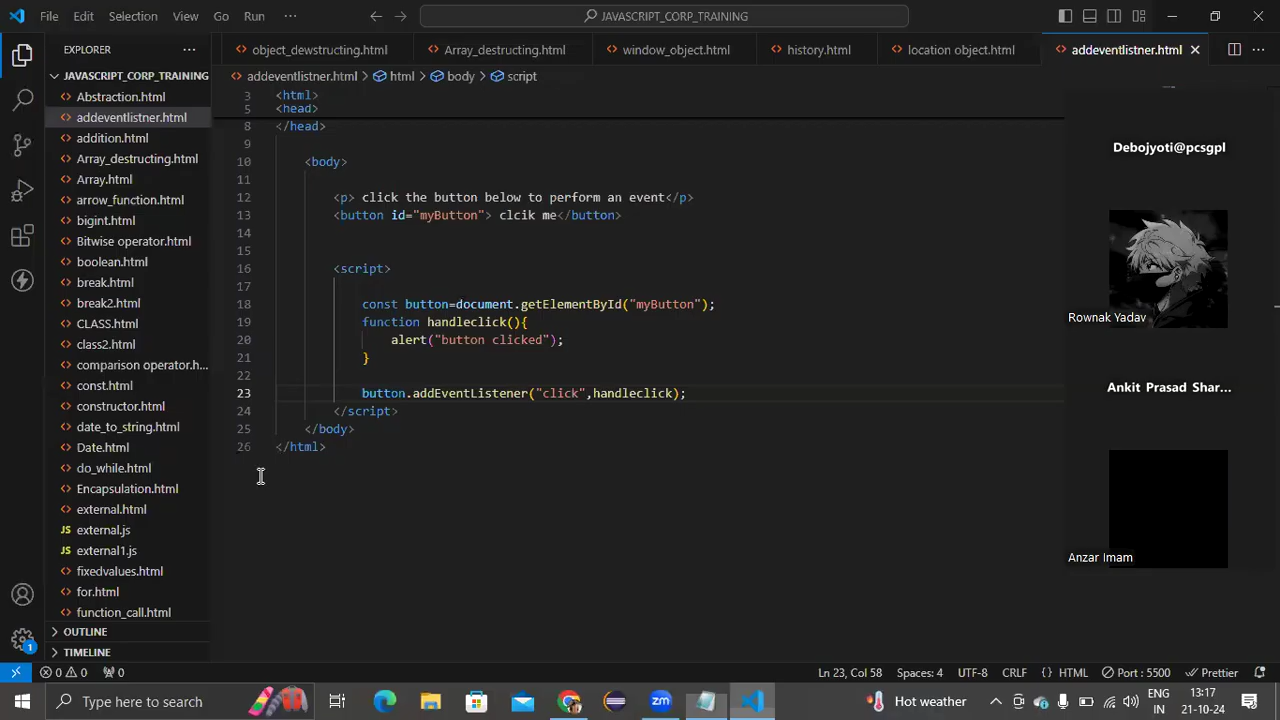 File Edit Selection View Go Run ··· JAVASCRIPT_CORP_TRAINING
EXPLORER ···
JAVASCRIPT_CORP_TRAINING
Abstraction.html
addeventlistner.html
addition.html
Array_destructing.html
Array.html
arrow_function.html
bigint.html
Bitwise operator.html
boolean.html
break.html
break2.html
CLASS.html
class2.html
comparison operator.h...
const.html
constructor.html
date_to_string.html
Date.html
do_while.html
Encapsulation.html
external.html
JS external.js
JS external1.js
fixedvalues.html
for.html
function_call.html
OUTLINE
TIMELINE
object_dewstructing.html Array_destructing.html window_object.html history.html location object.html addeventlistner.html
addeventlistner.html > html > body > script
3 <html>
5 <head>
8 </head>
9
10 <body>
11
12 <p> click the button below to perform an event</p>
13 <button id="myButton"> clcik me</button>
14
15
16 <script>
17
18 const button=document.getElementById("myButton");
19 function handleclick(){
20 alert("button clicked");
21 }
22
23 button.addEventListener("click",handleclick);
24 </script>
25 </body>
26 </html>
Debojyoti@pcsgpl
Rownak Yadav
Ankit Prasad Shar...
Anzar Imam
1
0 0 0 Ln 23, Col 58 Spaces: 4 UTF-8 CRLF {} HTML Port : 5500 Prettier
Type here to search zm Hot weather ENG IN 13:17 21-10-24